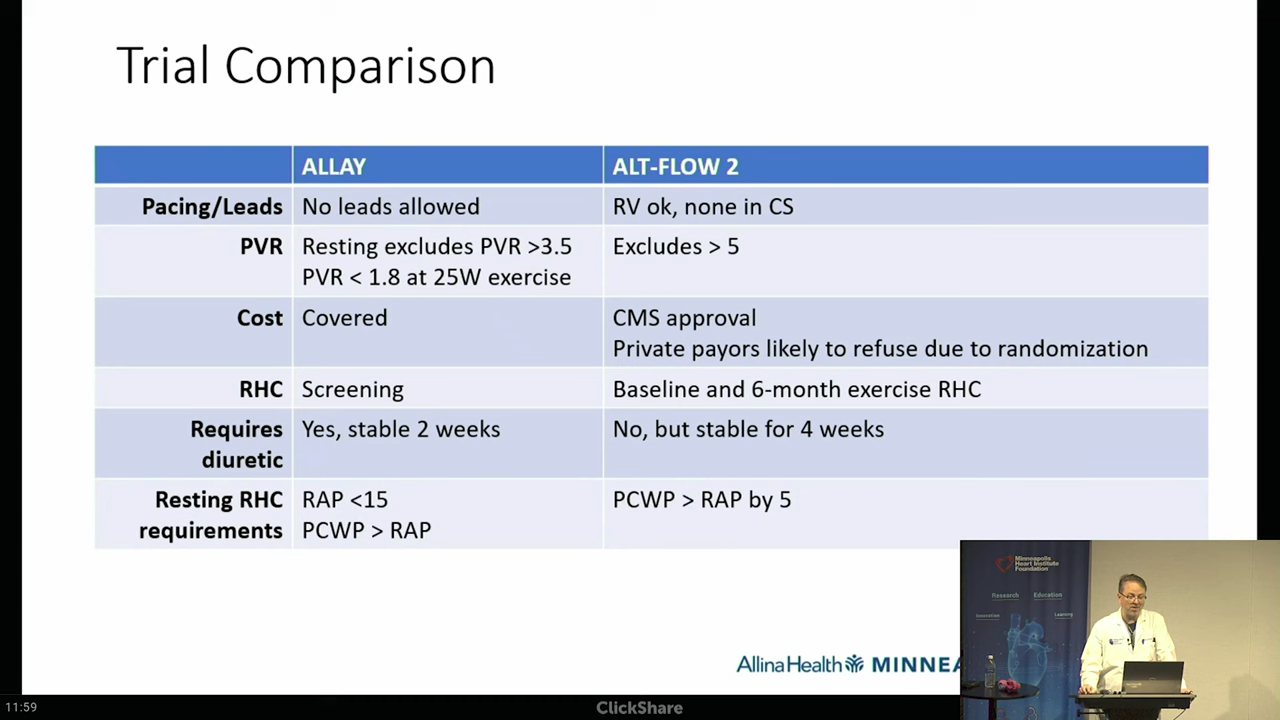 Trial Comparison
ALLAY ALT-FLOW 2
Pacing/Leads No leads allowed RV ok, none in CS
PVR Resting excludes PVR >3.5 Excludes > 5
PVR < 1.8 at 25W exercise
Cost Covered CMS approval
Private payors likely to refuse due to randomization
RHC Screening Baseline and 6-month exercise RHC
Requires Yes, stable 2 weeks No, but stable for 4 weeks
diuretic
Resting RHC RAP <15 PCWP > RAP by 5
requirements PCWP > RAP
Minneapolis
Heart Institute
Foundation
Research Education
Innovation Learning
AllinaHealth MINNEA
11:59
ClickShare